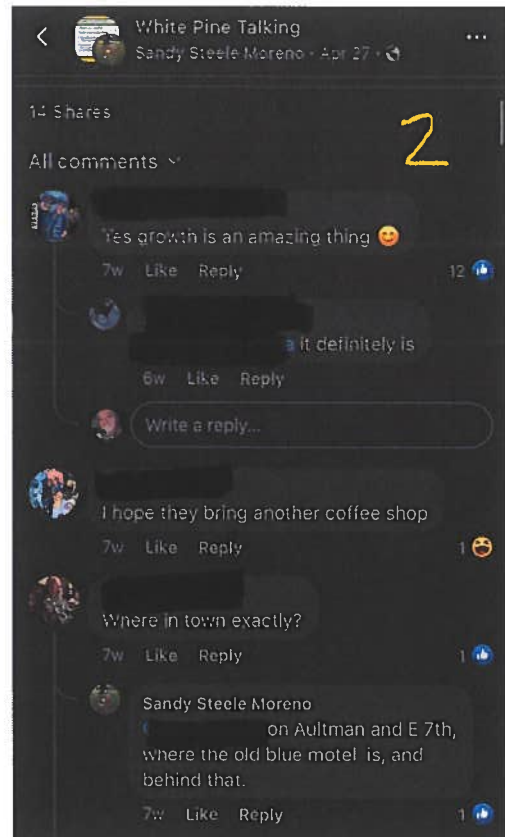 White Pine Talking
Sandy Steele Moreno · Apr 27 ·
14 Shares
2
All comments
Yes growth is an amazing thing 😊
7w Like Reply 12
it definitely is
6w Like Reply
Write a reply...
I hope they bring another coffee shop
7w Like Reply 1
Where in town exactly?
7w Like Reply 1
Sandy Steele Moreno
on Aultman and E 7th,
where the old blue motel is, and
behind that.
7w Like Reply 1